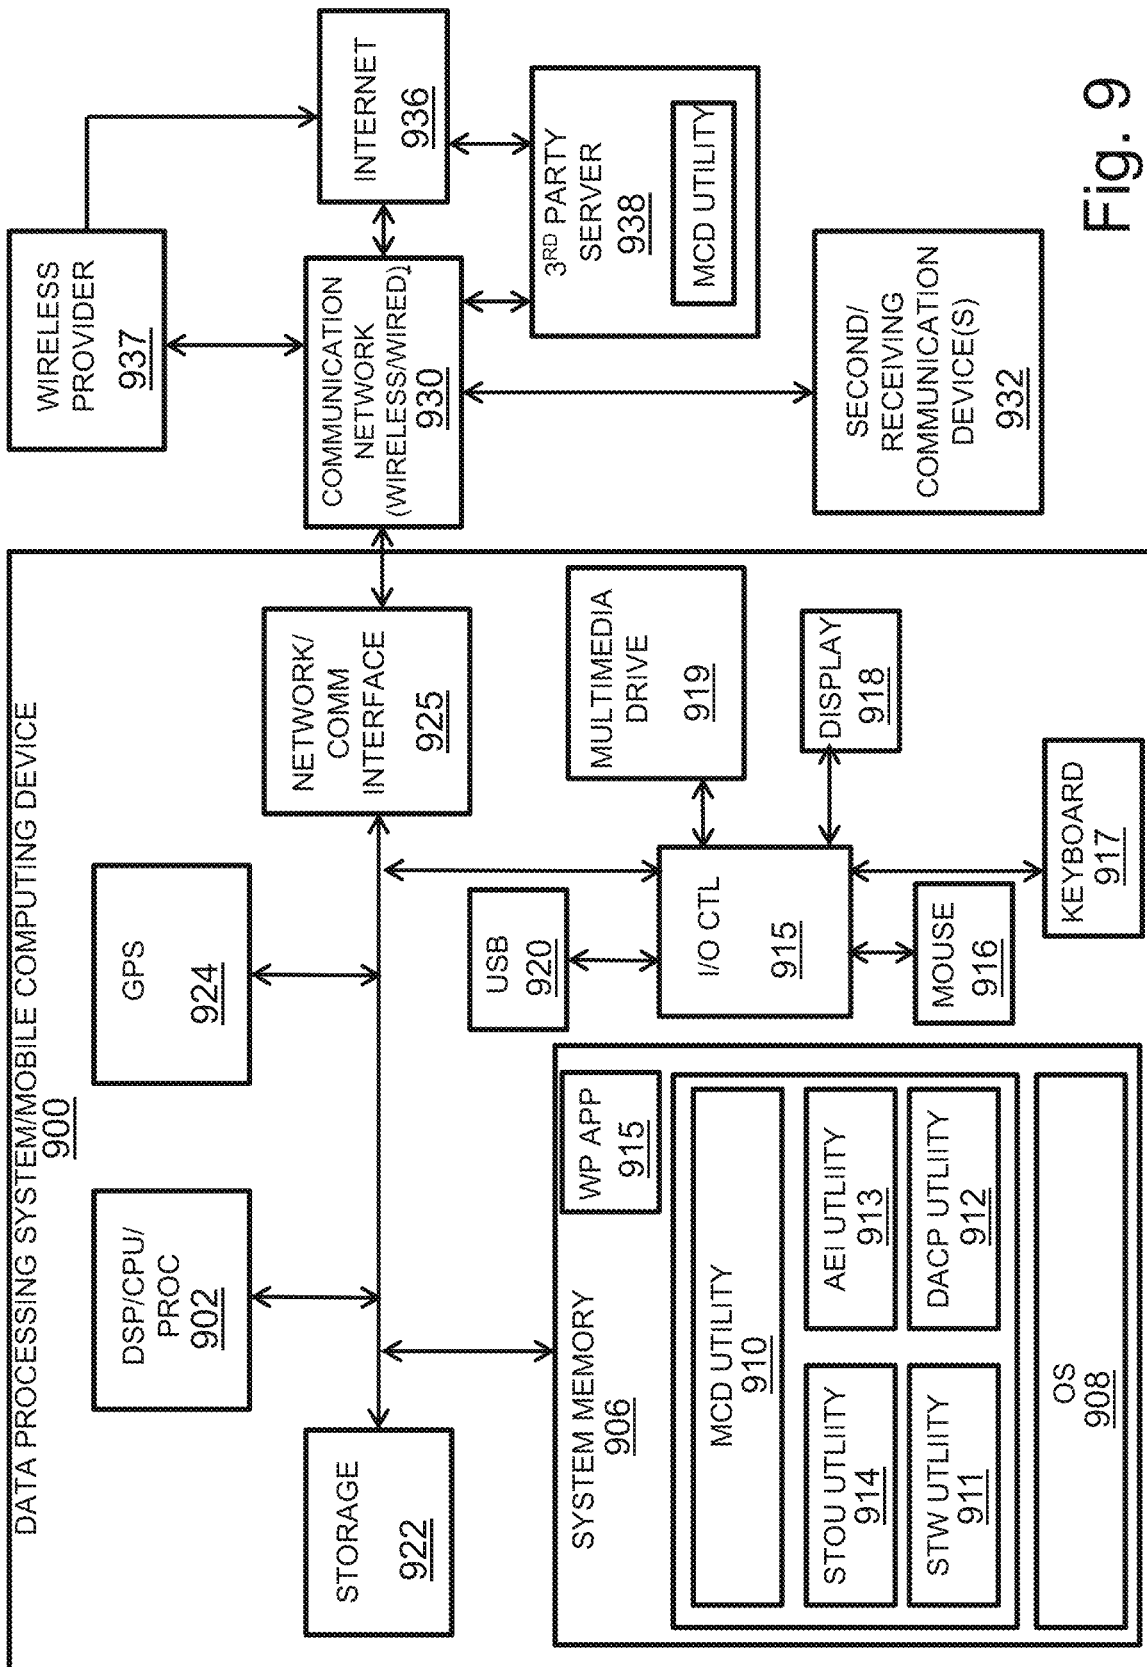 DATA PROCESSING SYSTEM/MOBILE COMPUTING DEVICE
900
STORAGE
922
DSP/CPU/
PROC
902
GPS
924
NETWORK/
COMM
INTERFACE
925
SYSTEM MEMORY
906
WP APP
915
MCD UTILITY
910
STOU UTLIITY
914
AEI UTLIITY
913
STW UTLIITY
911
DACP UTLIITY
912
OS
908
USB
920
I/O CTL
915
MOUSE
916
KEYBOARD
917
DISPLAY
918
MULTIMEDIA
DRIVE
919
WIRELESS
PROVIDER
937
COMMUNICATION
NETWORK
(WIRELESS/WIRED)
930
INTERNET
936
3RD PARTY
SERVER
938
MCD UTILITY
SECOND/
RECEIVING
COMMUNICATION
DEVICE(S)
932
Fig. 9